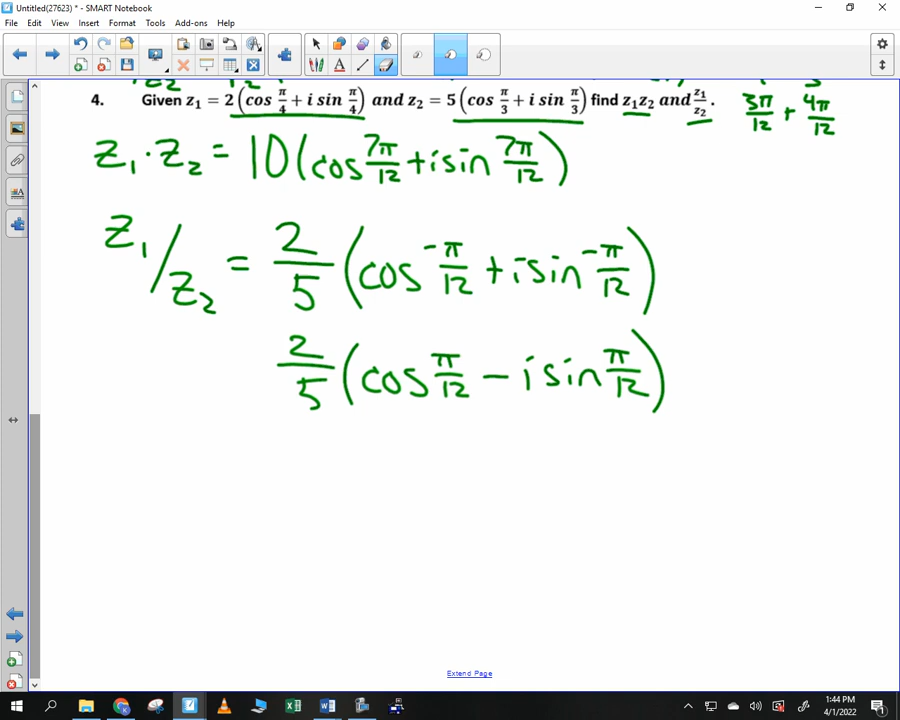 Untitled(27623) * - SMART Notebook
File Edit View Insert Format Tools Add-ons Help
4. Given z₁ = 2 (cos π/4 + i sin π/4) and z₂ = 5 (cos π/3 + i sin π/3) find z₁z₂ and z₁/z₂.
3π/12 + 4π/12
z₁ · z₂ = 10(cos 7π/12 + i sin 7π/12)
z₁/z₂ = 2/5 (cos -π/12 + i sin -π/12)
2/5 (cos π/12 - i sin π/12)
Extend Page
1:44 PM
4/1/2022